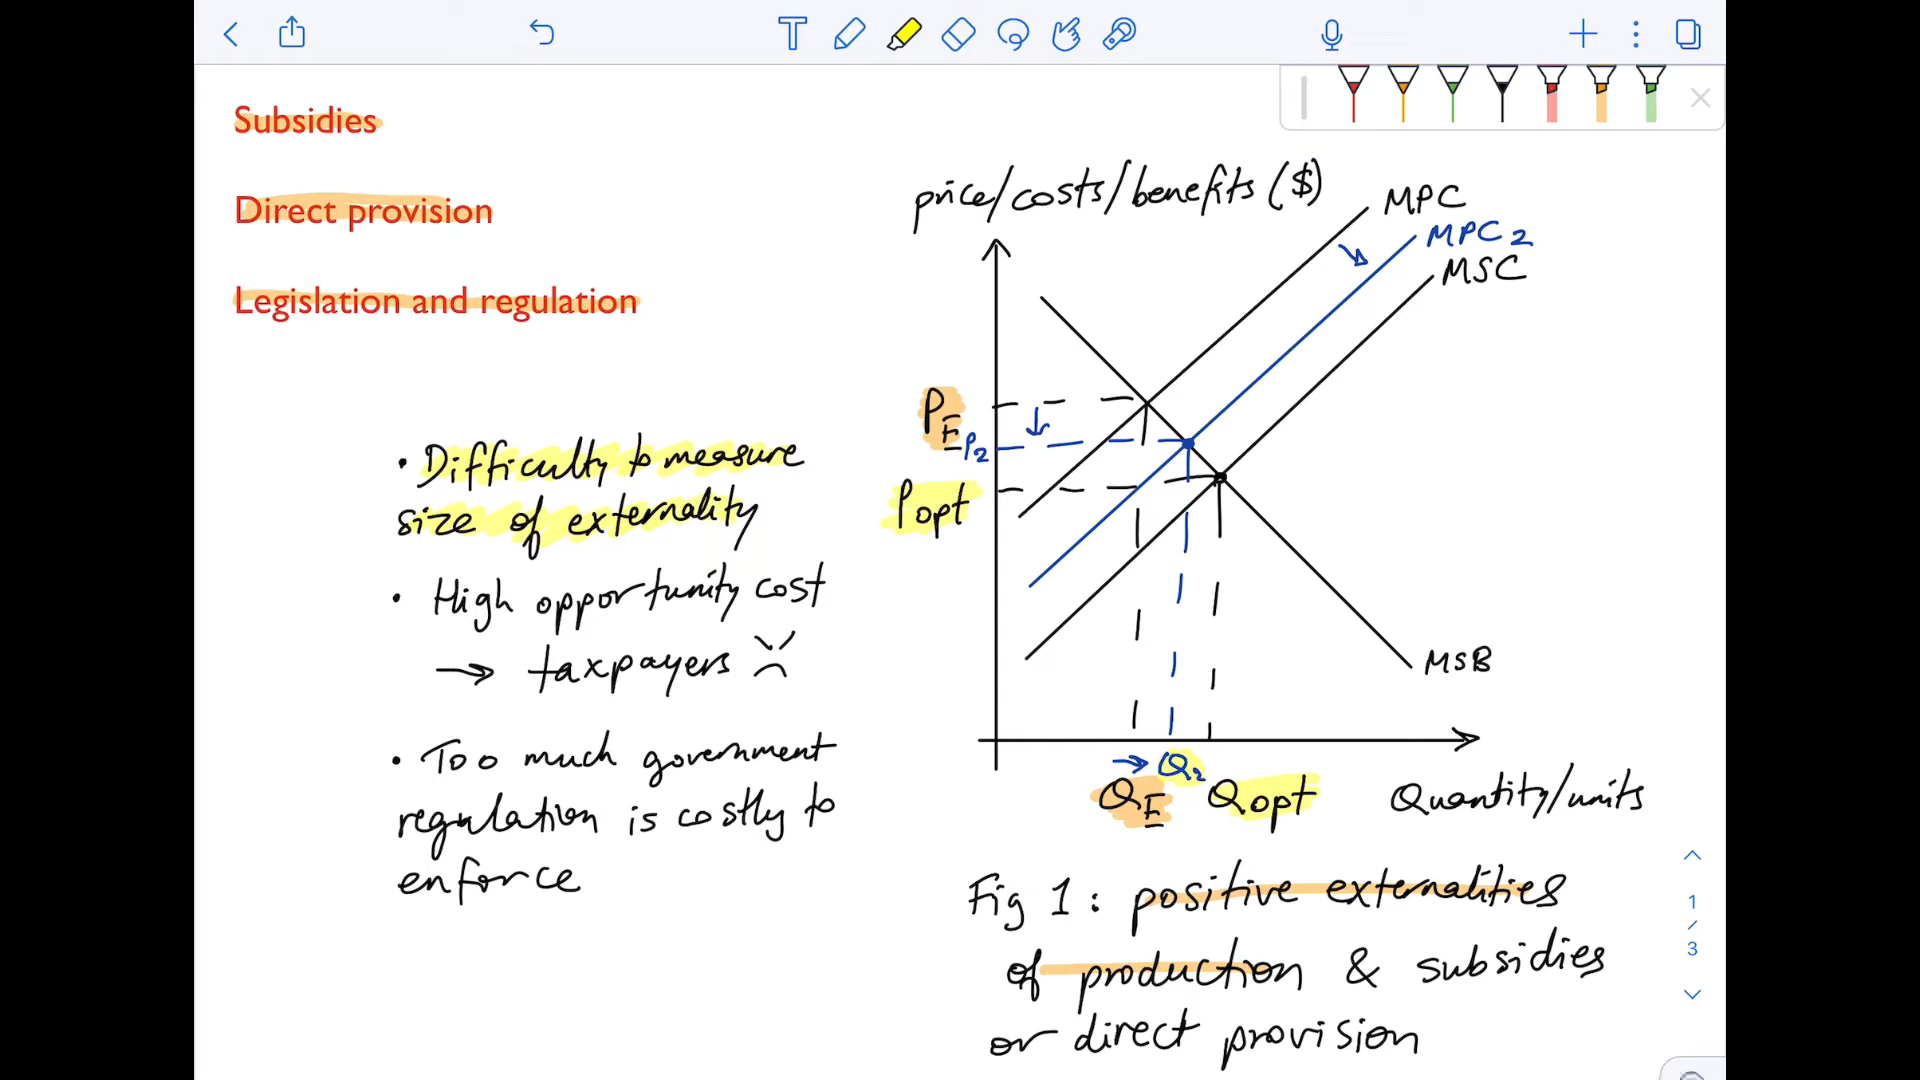 Subsidies
Direct provision
Legislation and regulation
• Difficulty to measure
size of externality
• High opportunity cost
→ taxpayers
• Too much government
regulation is costly to
enforce
price/costs/benefits ($)
MPC
MPC2
MSC
PE
P2
Popt
MSB
→ Q2
QE
Qopt
Quantity/units
Fig 1: positive externalities
of production & subsidies
or direct provision
1
/
3